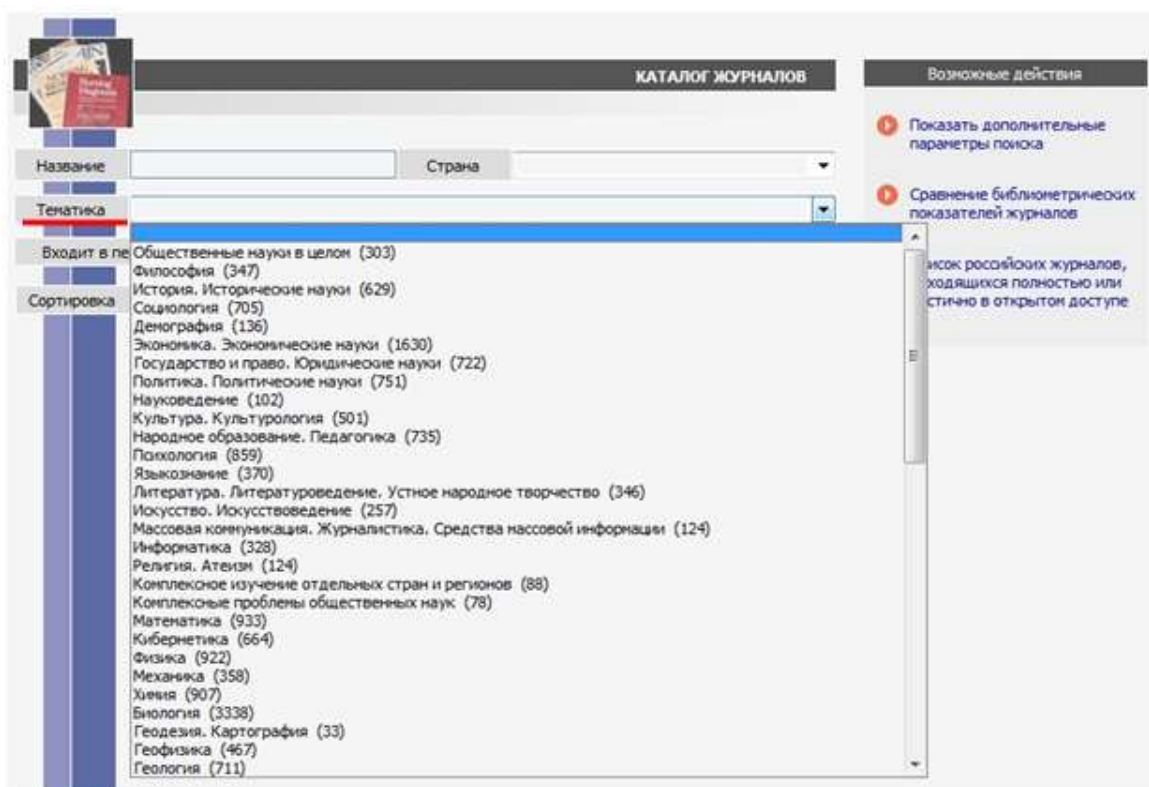 КАТАЛОГ ЖУРНАЛОВ
Возможные действия
Показать дополнительные
параметры поиска
Название
Страна
Сравнение библиометрических
показателей журналов
Тематика
Входит в пе
исок российских журналов,
ходящихся полностью или
стично в открытом доступе
Сортировка
Общественные науки в целом (303)
Философия (347)
История. Исторические науки (629)
Социология (705)
Демография (136)
Экономика. Экономические науки (1630)
Государство и право. Юридические науки (722)
Политика. Политические науки (751)
Науковедение (102)
Культура. Культурология (501)
Народное образование. Педагогика (735)
Психология (859)
Языкознание (370)
Литература. Литературоведение. Устное народное творчество (346)
Искусство. Искусствоведение (257)
Массовая коммуникация. Журналистика. Средства массовой информации (124)
Информатика (328)
Религия. Атеизм (124)
Комплексное изучение отдельных стран и регионов (88)
Комплексные проблемы общественных наук (78)
Математика (933)
Кибернетика (664)
Физика (922)
Механика (358)
Химия (907)
Биология (3338)
Геодезия. Картография (33)
Геофизика (467)
Геология (711)